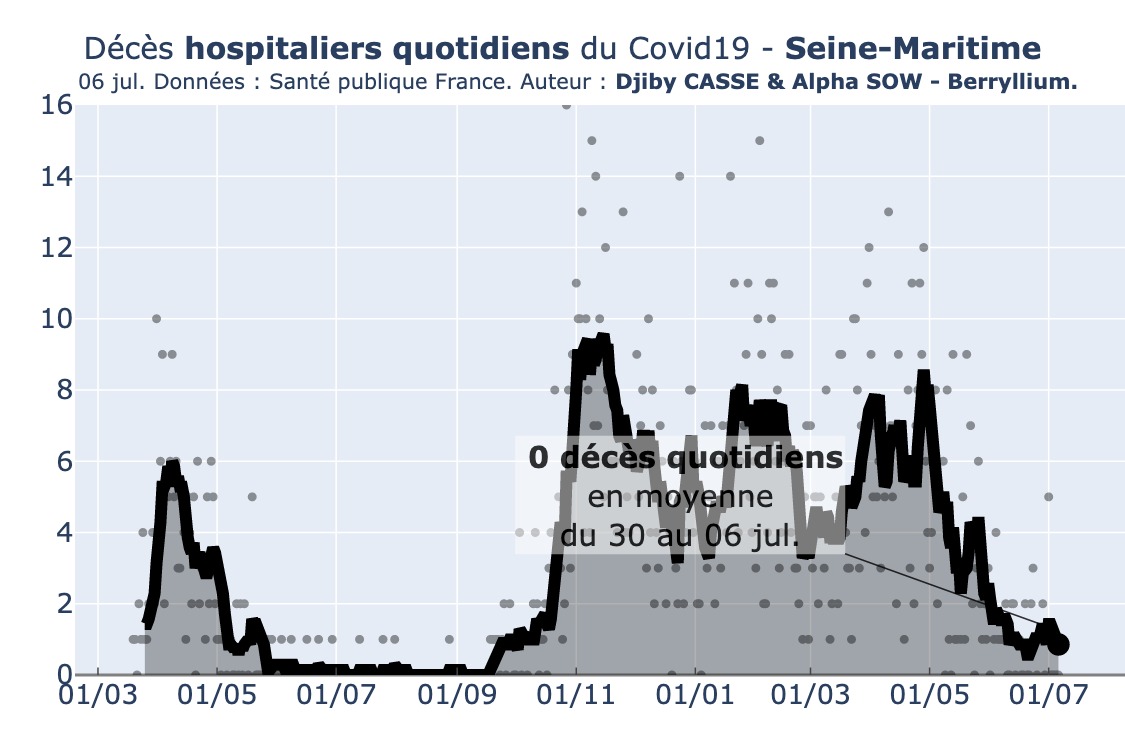 Décès hospitaliers quotidiens du Covid19 - Seine-Maritime
06 jul. Données : Santé publique France. Auteur : Djiby CASSE & Alpha SOW - Berryllium.
16
14
12
10
8
6
4
2
0
0 décès quotidiens
en moyenne
du 30 au 06 jul.
01/03 01/05 01/07 01/09 01/11 01/01 01/03 01/05 01/07